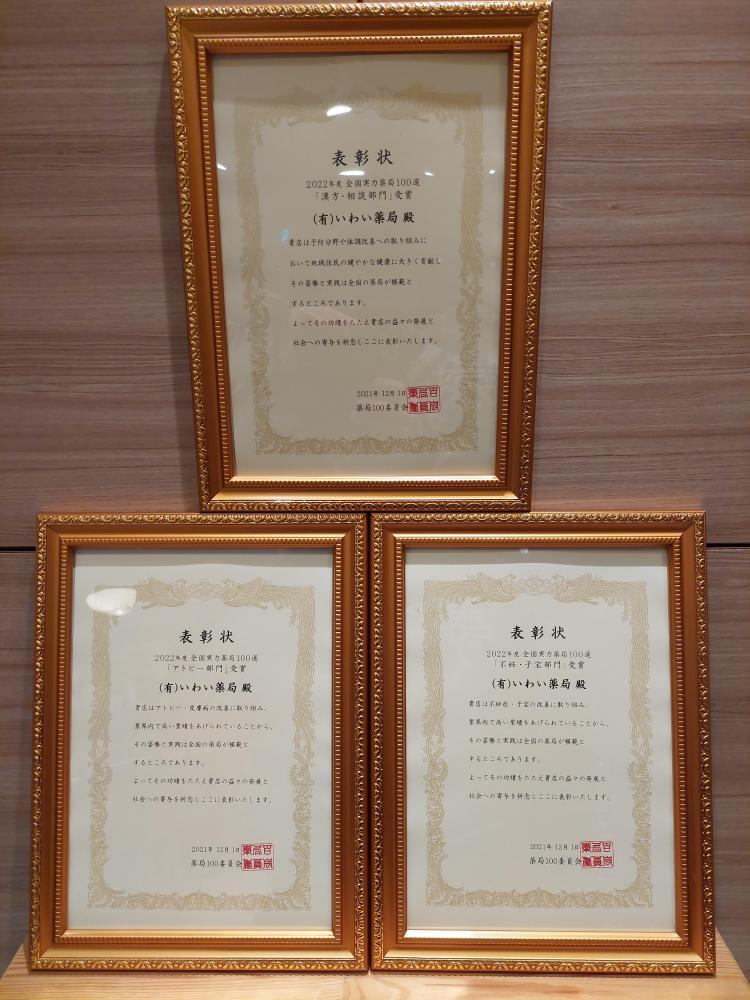 表彰状
2022年度 全国実力薬局100選
「漢方・相談部門」受賞
(有)いわい薬局 殿
貴店は予防分野や体調改善への取り組みに
おいて地域住民の健やかな健康に大きく貢献し
その姿勢と実践は全国の薬局が模範と
するところであります。
よってその功績をたたえ貴店の益々の発展と
社会への寄与を祈念しここに表彰いたします。
2021年 12月 1日
薬局100委員会
表彰状
2022年度 全国実力薬局100選
「アトピー部門」受賞
(有)いわい薬局 殿
貴店はアトピー・皮膚病の改善に取り組み、
業界内で高い業績をあげられていることから、
その姿勢と実践は全国の薬局が模範と
するところであります。
よってその功績をたたえ貴店の益々の発展と
社会への寄与を祈念しここに表彰いたします。
2021年 12月 1日
薬局100委員会
表彰状
2022年度 全国実力薬局100選
「不妊・子宝部門」受賞
(有)いわい薬局 殿
貴店は不妊症・子宝の改善に取り組み、
業界内で高い業績をあげられていることから、
その姿勢と実践は全国の薬局が模範と
するところであります。
よってその功績をたたえ貴店の益々の発展と
社会への寄与を祈念しここに表彰いたします。
2021年 12月 1日
薬局100委員会